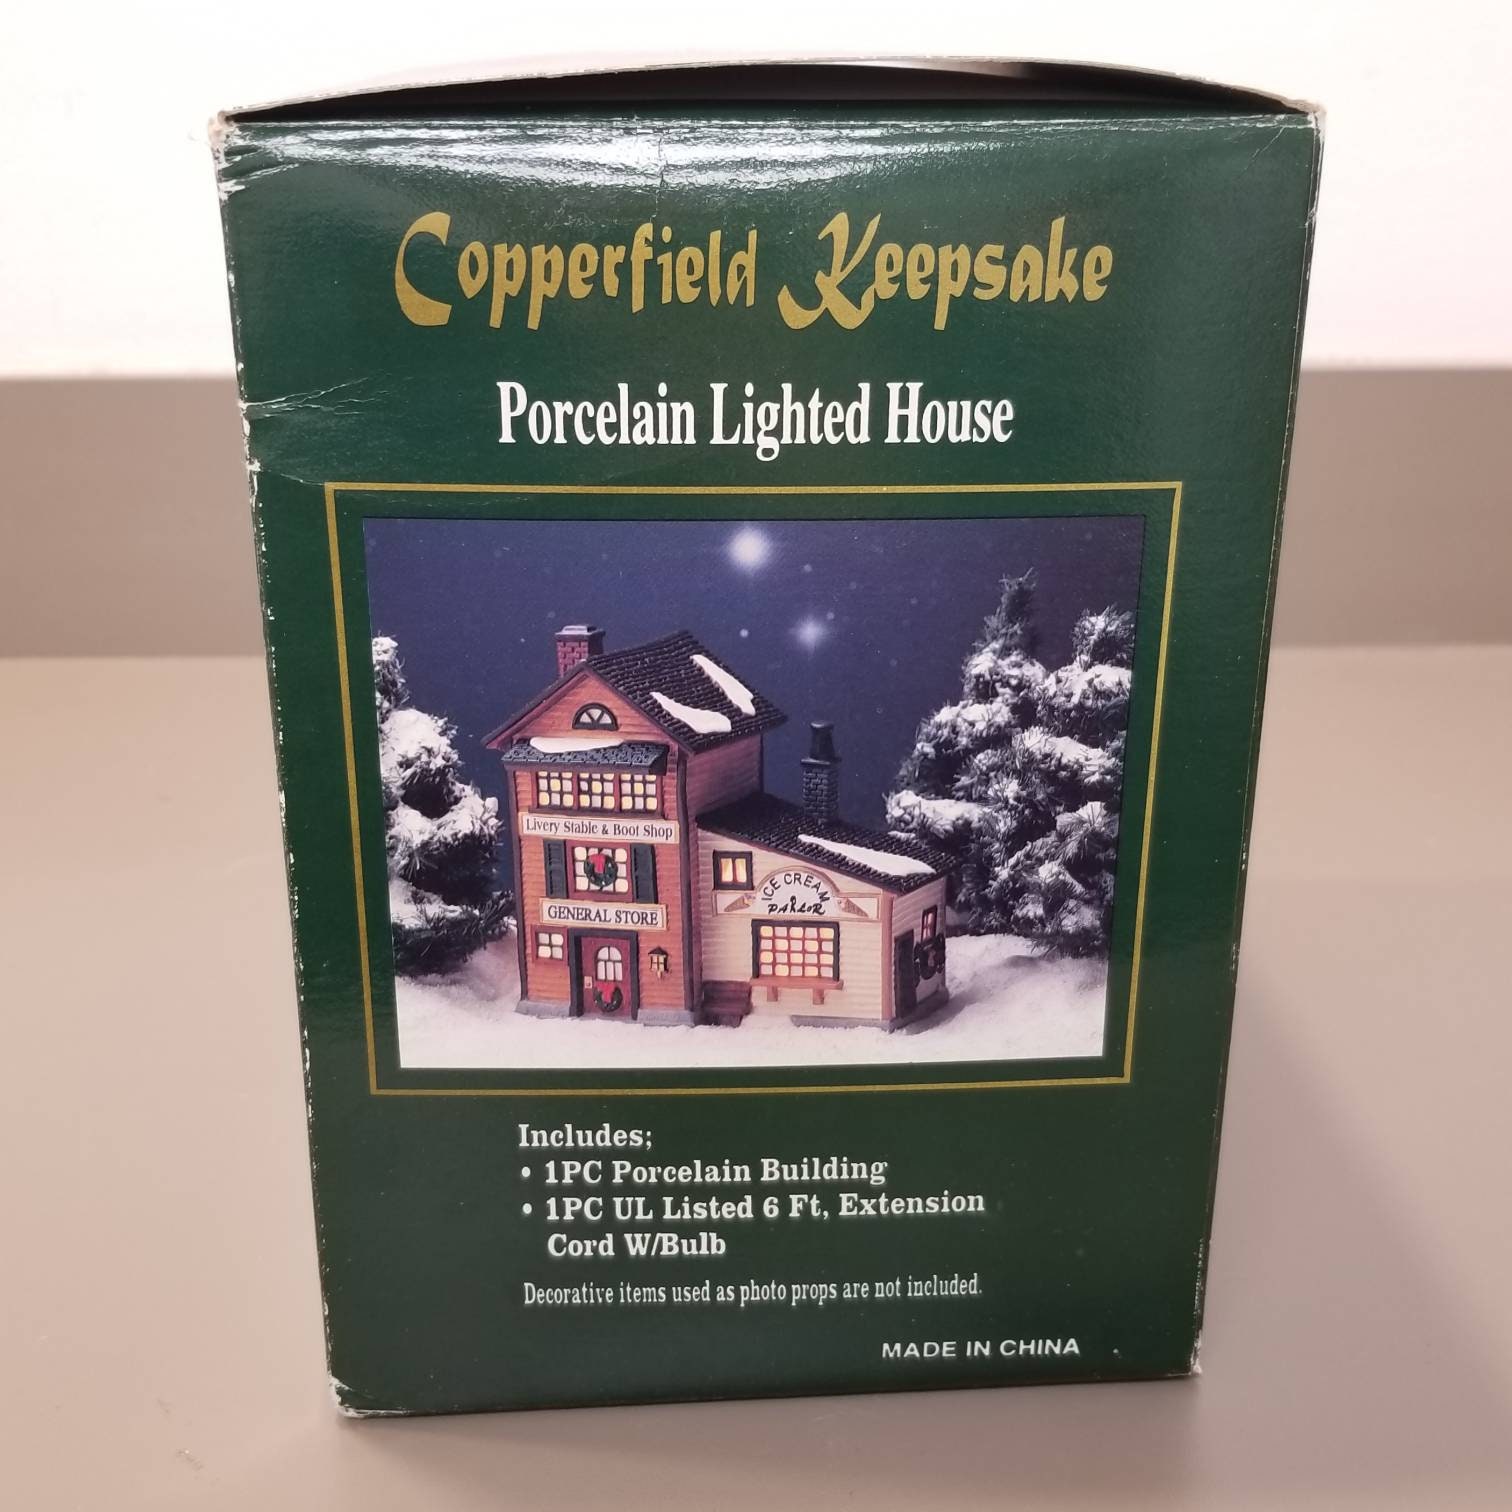 Copperfield Keepsake
Porcelain Lighted House
Livery Stable & Boot Shop
GENERAL STORE
ICE CREAM
PARLOR
Includes;
• 1PC Porcelain Building
• 1PC UL Listed 6 Ft, Extension
Cord W/Bulb
Decorative items used as photo props are not included.
MADE IN CHINA